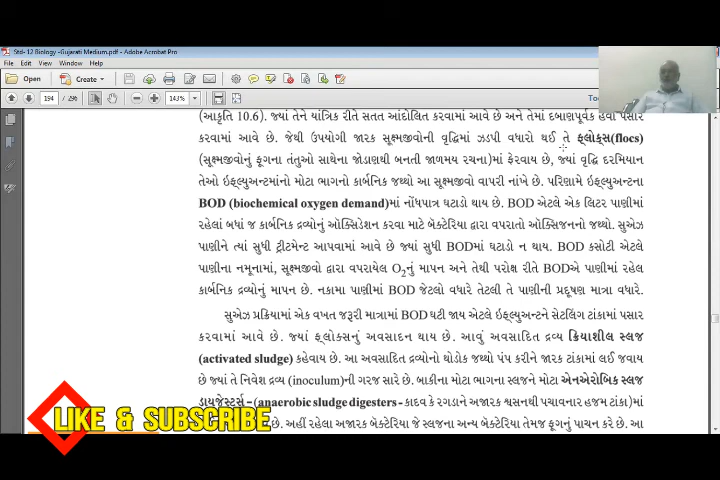 Std- 12 Biology -Gujarati Medium.pdf - Adobe Acrobat Pro
File Edit View Window Help
Open Create
194 / 296 143%
(આકૃતિ 10.6). જ્યાં તેને યાંત્રિક રીતે સતત આંદોલિત કરવામાં આવે છે અને તેમાં દબાણપૂર્વક હવા પસાર
કરવામાં આવે છે. જેથી ઉપયોગી જારક સૂક્ષ્મજીવોની વૃદ્ધિમાં ઝડપી વધારો થઈ તે ફ્લોક્સ(flocs)
(સૂક્ષ્મજીવોનું ફૂગના તંતુઓ સાથેના જોડાણથી બનતી જાળમય રચના)માં ફેરવાય છે, જ્યાં વૃદ્ધિ દરમિયાન
તેઓ ઇફ્લ્યુઅન્ટમાંનો મોટા ભાગનો કાર્બનિક જથ્થો આ સૂક્ષ્મજીવો વાપરી નાંખે છે. પરિણામે ઇફ્લ્યુઅન્ટના
BOD (biochemical oxygen demand)માં નોંધપાત્ર ઘટાડો થાય છે. BOD એટલે એક લિટર પાણીમાં
રહેલાં બધાં જ કાર્બનિક દ્રવ્યોનું ઑક્સિડેશન કરવા માટે બૅક્ટેરિયા દ્વારા વપરાતો ઑક્સિજનનો જથ્થો. સુએઝ
પાણીને ત્યાં સુધી ટ્રીટમેન્ટ આપવામાં આવે છે જ્યાં સુધી BODમાં ઘટાડો ન થાય. BOD કસોટી એટલે
પાણીના નમૂનામાં, સૂક્ષ્મજીવો દ્વારા વપરાયેલ O₂નું માપન અને તેથી પરોક્ષ રીતે BODએ પાણીમાં રહેલ
કાર્બનિક દ્રવ્યોનું માપન છે. નકામા પાણીમાં BOD જેટલો વધારે તેટલી તે પાણીની પ્રદૂષણ માત્રા વધારે.
સુએઝ પ્રક્રિયામાં એક વખત જરૂરી માત્રામાં BOD ઘટી જાય એટલે ઇફ્લ્યુઅન્ટને સેટલિંગ ટાંકામાં પસાર
કરવામાં આવે છે. જ્યાં ફ્લોક્સનું અવસાદન થાય છે. આવું અવસાદિત દ્રવ્ય ક્રિયાશીલ સ્લજ
(activated sludge) કહેવાય છે. આ અવસાદિત દ્રવ્યોનો થોડોક જથ્થો પંપ કરીને જારક ટાંકામાં લઈ જવાય
છે જ્યાં તે નિવેશ દ્રવ્ય (inoculum)ની ગરજ સારે છે. બાકીના મોટા ભાગના સ્લજને મોટા એનએરોબિક સ્લજ
ડાયજેસ્ટર્સ – (anaerobic sludge digesters - કાદવ કે રગડાને અજારક શ્વસનથી પચાવનાર હજમ ટાંકા)માં
છે. અહીં રહેલા અજારક બૅક્ટેરિયા જે સ્લજના અન્ય બૅક્ટેરિયા તેમજ ફૂગનું પાચન કરે છે. આ
LIKE & SUBSCRIBE